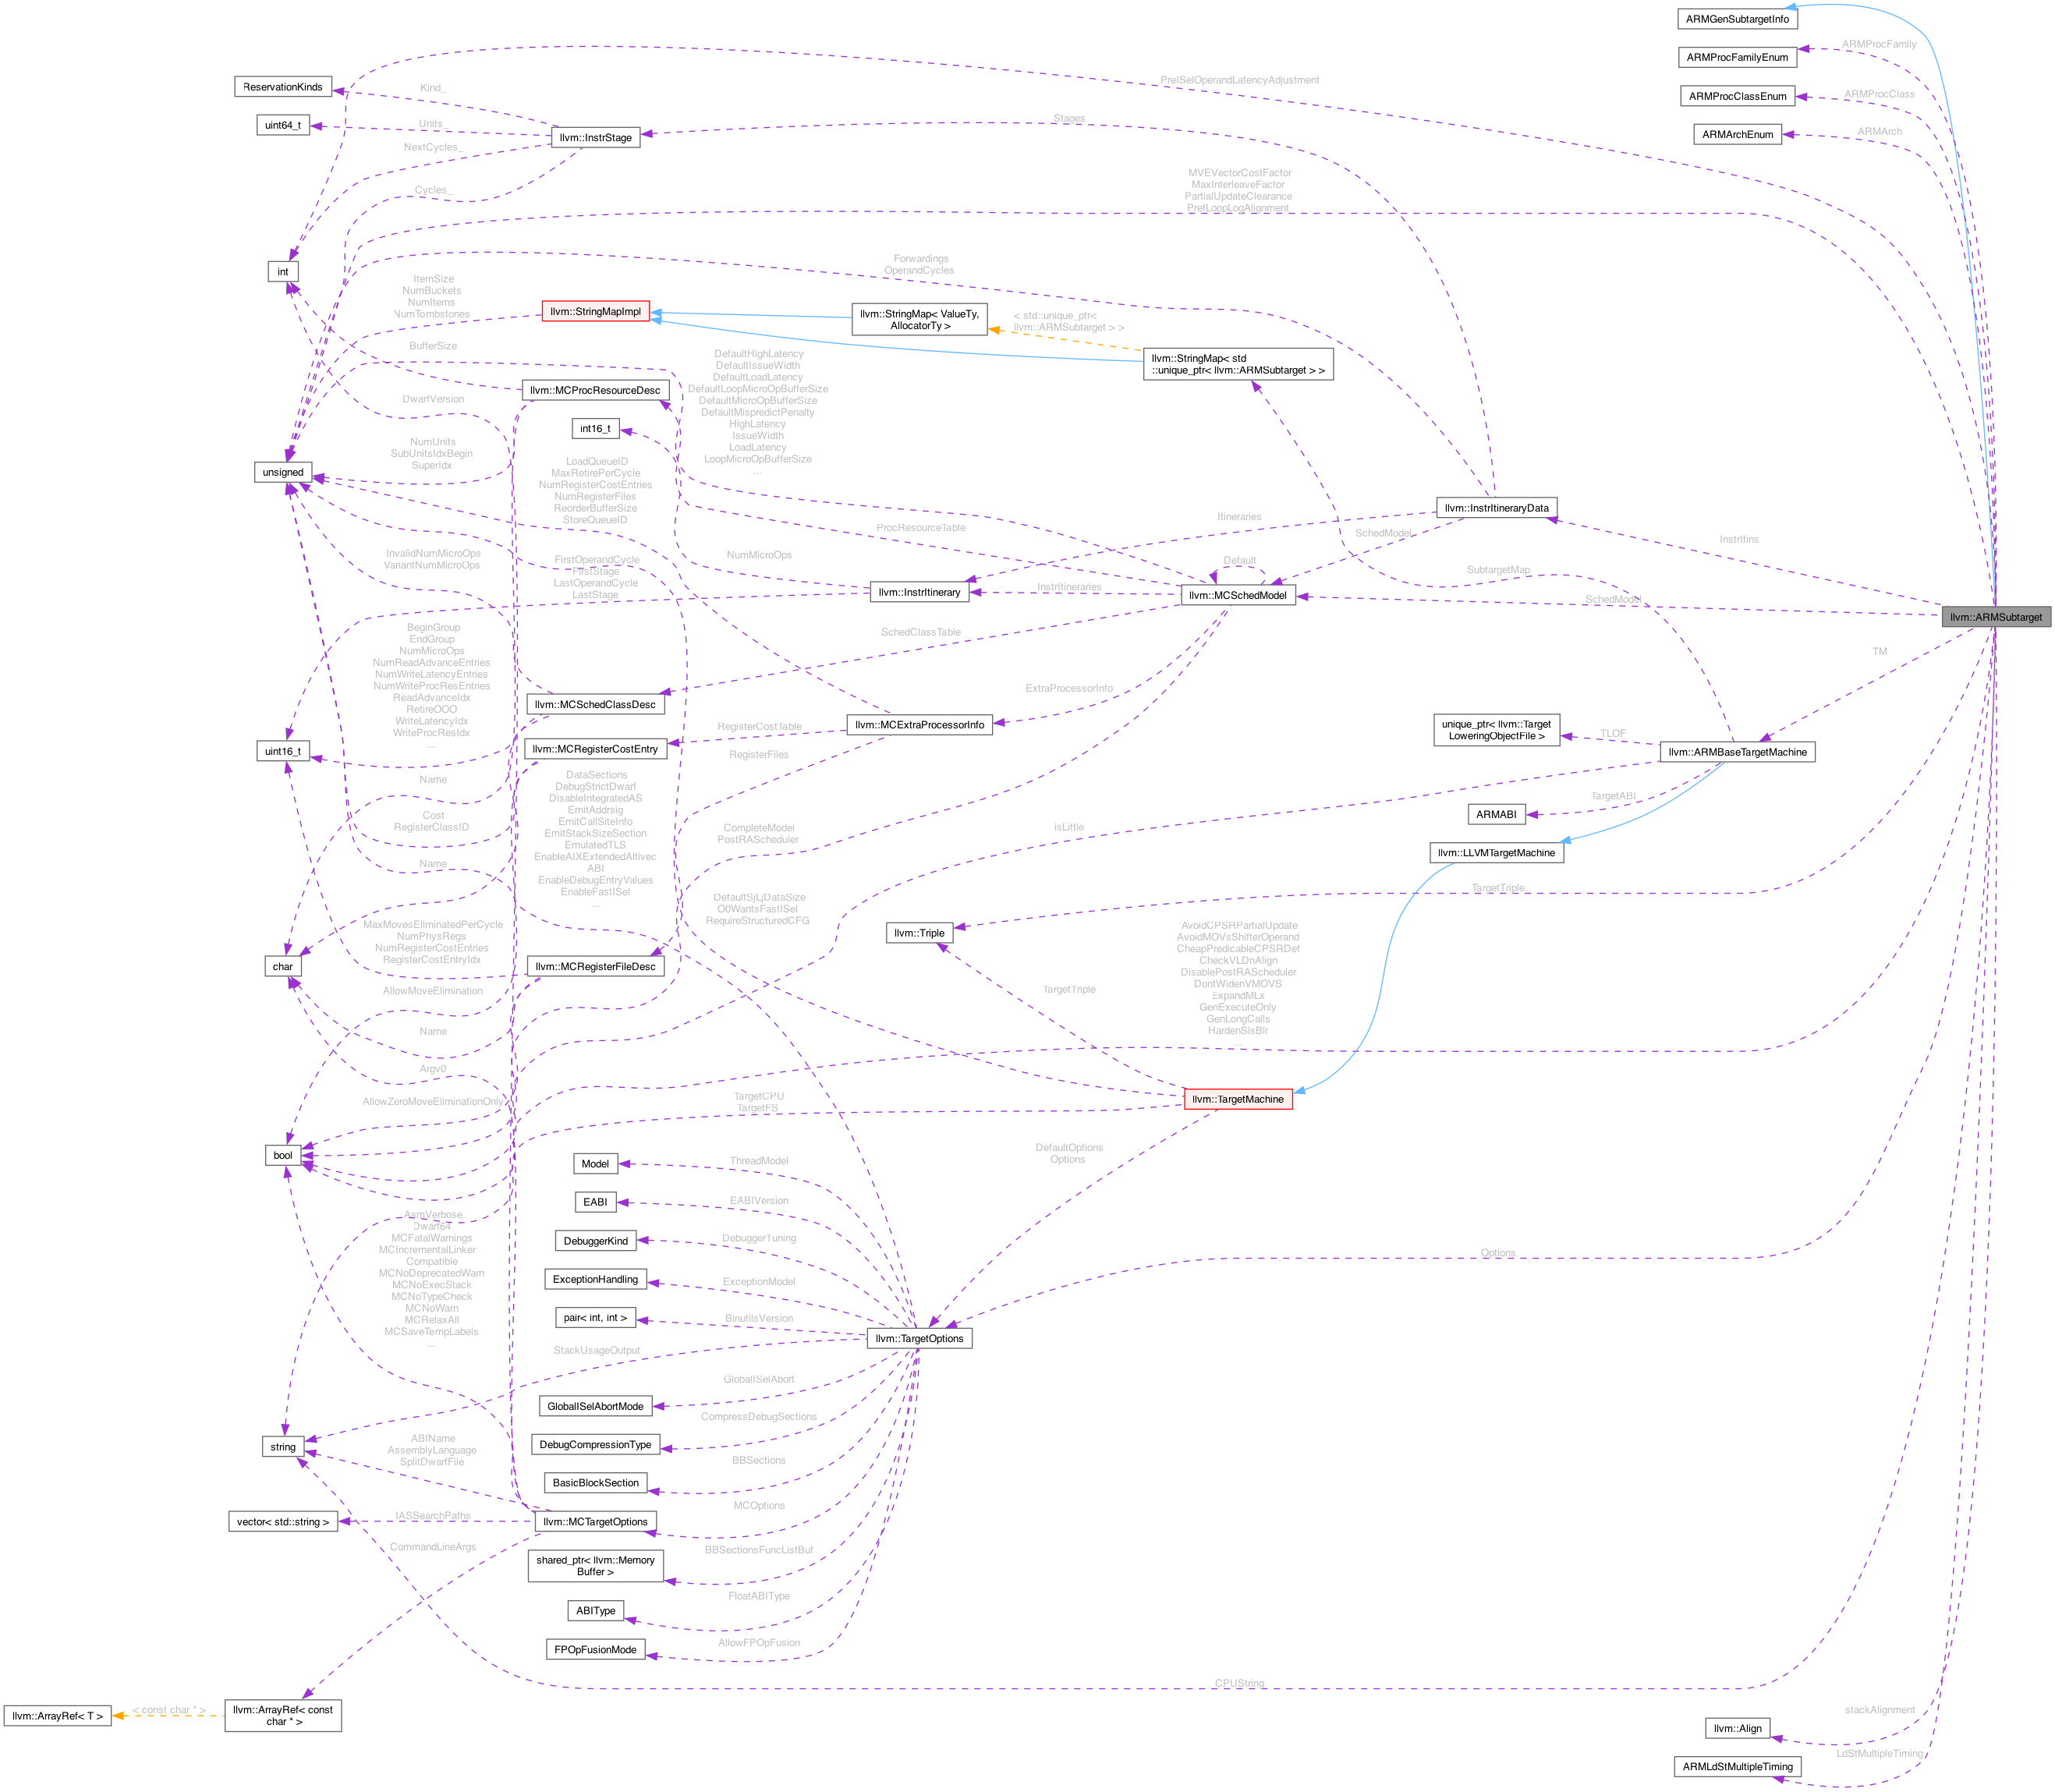 ARMGenSubtargetInfo
ARMProcFamily
ARMProcFamilyEnum
PreISelOperandLatencyAdjustment
ReservationKinds
Kind_
ARMProcClassEnum
ARMProcClass
uint64_t
Units_
llvm::InstrStage
Stages
ARMArchEnum
ARMArch
NextCycles_
Cycles_
MVEVectorCostFactor
MaxInterleaveFactor
PartialUpdateClearance
PrefLoopLogAlignment
int
Forwardings
OperandCycles
ItemSize
NumBuckets
NumItems
NumTombstones
llvm::StringMapImpl
llvm::StringMap< ValueTy,
AllocatorTy >
< std::unique_ptr<
llvm::ARMSubtarget > >
BufferSize
llvm::StringMap< std
::unique_ptr< llvm::ARMSubtarget > >
DwarfVersion
llvm::MCProcResourceDesc
int16_t
DefaultHighLatency
DefaultIssueWidth
DefaultLoadLatency
DefaultLoopMicroOpBufferSize
DefaultMicroOpBufferSize
DefaultMispredictPenalty
HighLatency
IssueWidth
LoadLatency
LoopMicroOpBufferSize
...
NumUnits
SubUnitsIdxBegin
SuperIdx
unsigned
LoadQueueID
MaxRetirePerCycle
NumRegisterCostEntries
NumRegisterFiles
ReorderBufferSize
StoreQueueID
llvm::InstrItineraryData
ProcResourceTable
Itineraries
SchedModel
InstrItins
InvalidNumMicroOps
VariantNumMicroOps
FirstOperandCycle
FirstStage
LastOperandCycle
LastStage
NumMicroOps
Default
SubtargetMap
llvm::InstrItinerary
InstrItineraries
llvm::MCSchedModel
SchedModel
llvm::ARMSubtarget
BeginGroup
EndGroup
NumMicroOps
NumReadAdvanceEntries
NumWriteLatencyEntries
NumWriteProcResEntries
ReadAdvanceIdx
RetireOOO
WriteLatencyIdx
WriteProcResIdx
...
SchedClassTable
TM
ExtraProcessorInfo
llvm::MCSchedClassDesc
llvm::MCExtraProcessorInfo
RegisterCostTable
llvm::MCRegisterCostEntry
RegisterFiles
uint16_t
unique_ptr< llvm::Target
LoweringObjectFile >
TLOF
llvm::ARMBaseTargetMachine
Name
DataSections
DebugStrictDwarf
DisableIntegratedAS
EmitAddrsig
EmitCallSiteInfo
EmitStackSizeSection
EmulatedTLS
EnableAIXExtendedAltivec
ABI
EnableDebugEntryValues
EnableFastISel
...
TargetABI
ARMABI
Cost
RegisterClassID
CompleteModel
PostRAScheduler
isLittle
llvm::LLVMTargetMachine
Name
DefaultSjLjDataSize
O0WantsFastISel
RequireStructuredCFG
TargetTriple
llvm::Triple
MaxMovesEliminatedPerCycle
NumPhysRegs
NumRegisterCostEntries
RegisterCostEntryIdx
char
llvm::MCRegisterFileDesc
AvoidCPSRPartialUpdate
AvoidMOVsShifterOperand
CheapPredicableCPSRDef
CheckVLDnAlign
DisablePostRAScheduler
DontWidenVMOVS
ExpandMLx
GenExecuteOnly
GenLongCalls
HardenSlsBlr
...
AllowMoveElimination
TargetTriple
Name
Argv0
AllowZeroMoveEliminationOnly
TargetCPU
TargetFS
llvm::TargetMachine
bool
DefaultOptions
Options
Model
ThreadModel
EABI
EABIVersion
AsmVerbose
Dwarf64
MCFatalWarnings
MCIncrementalLinker
Compatible
MCNoDeprecatedWarn
MCNoExecStack
MCNoTypeCheck
MCNoWarn
MCRelaxAll
MCSaveTempLabels
...
DebuggerKind
DebuggerTuning
Options
ExceptionHandling
ExceptionModel
pair< int, int >
BinutilsVersion
llvm::TargetOptions
StackUsageOutput
GlobalISelAbort
GlobalISelAbortMode
CompressDebugSections
DebugCompressionType
string
ABIName
AssemblyLanguage
SplitDwarfFile
BBSections
BasicBlockSection
MCOptions
vector< std::string >
IASSearchPaths
llvm::MCTargetOptions
CommandLineArgs
BBSectionsFuncListBuf
shared_ptr< llvm::Memory
Buffer >
FloatABIType
ABIType
AllowFPOpFusion
FPOpFusionMode
CPUString
llvm::ArrayRef< T >
< const char * >
llvm::ArrayRef< const
char * >
stackAlignment
llvm::Align
LdStMultipleTiming
ARMLdStMultipleTiming